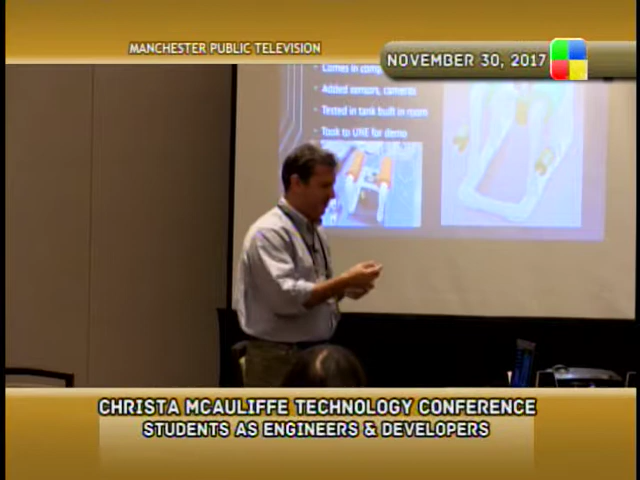 MANCHESTER PUBLIC TELEVISION
NOVEMBER 30, 2017
Comes in
Added sensors, cameras
Tested in tank built in room
Took to UNE for demo
CHRISTA MCAULIFFE TECHNOLOGY CONFERENCE
STUDENTS AS ENGINEERS & DEVELOPERS